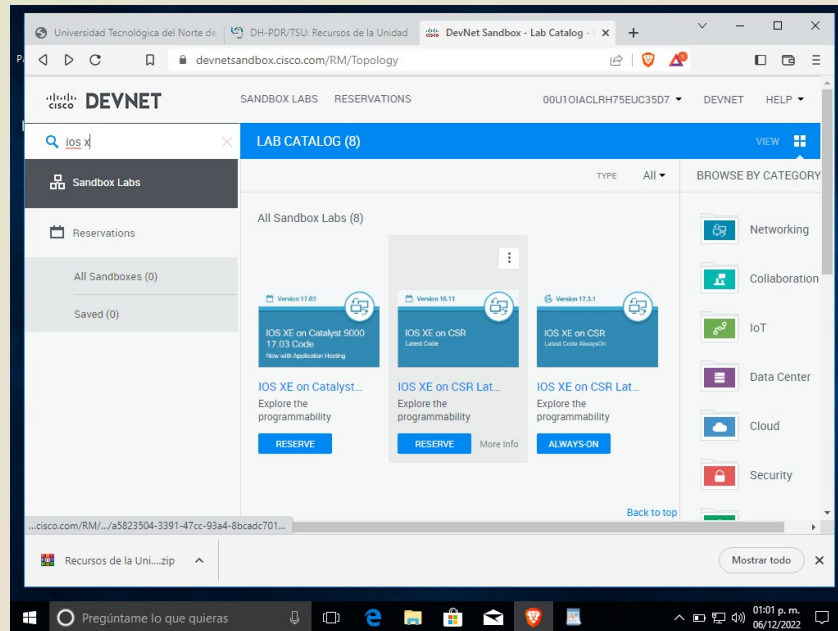 Universidad Tecnológica del Norte de
DH-PDR/TSU: Recursos de la Unidad
DevNet Sandbox - Lab Catalog -
devnetsandbox.cisco.com/RM/Topology
CISCO DEVNET
SANDBOX LABS RESERVATIONS
00U1OIACLRH75EUC35D7
DEVNET HELP
ios x
LAB CATALOG (8)
VIEW
Sandbox Labs
TYPE All
BROWSE BY CATEGORY
Reservations
All Sandboxes (0)
Saved (0)
All Sandbox Labs (8)
Version 17.03
IOS XE on Catalyst 9000
17.03 Code
Now with Application Hosting
IOS XE on Catalyst...
Explore the
programmability
RESERVE
Version 16.11
IOS XE on CSR
Latest Code
IOS XE on CSR Lat...
Explore the
programmability
RESERVE More Info
Version 17.3.1
IOS XE on CSR
Latest Code AlwaysOn
IOS XE on CSR Lat...
Explore the
programmability
ALWAYS-ON
Back to top
Networking
Collaboration
IoT
Data Center
Cloud
Security
...cisco.com/RM/.../a5823504-3391-47cc-93a4-8bcadc701...
Recursos de la Uni....zip
Mostrar todo
Pregúntame lo que quieras
01:01 p. m.
06/12/2022